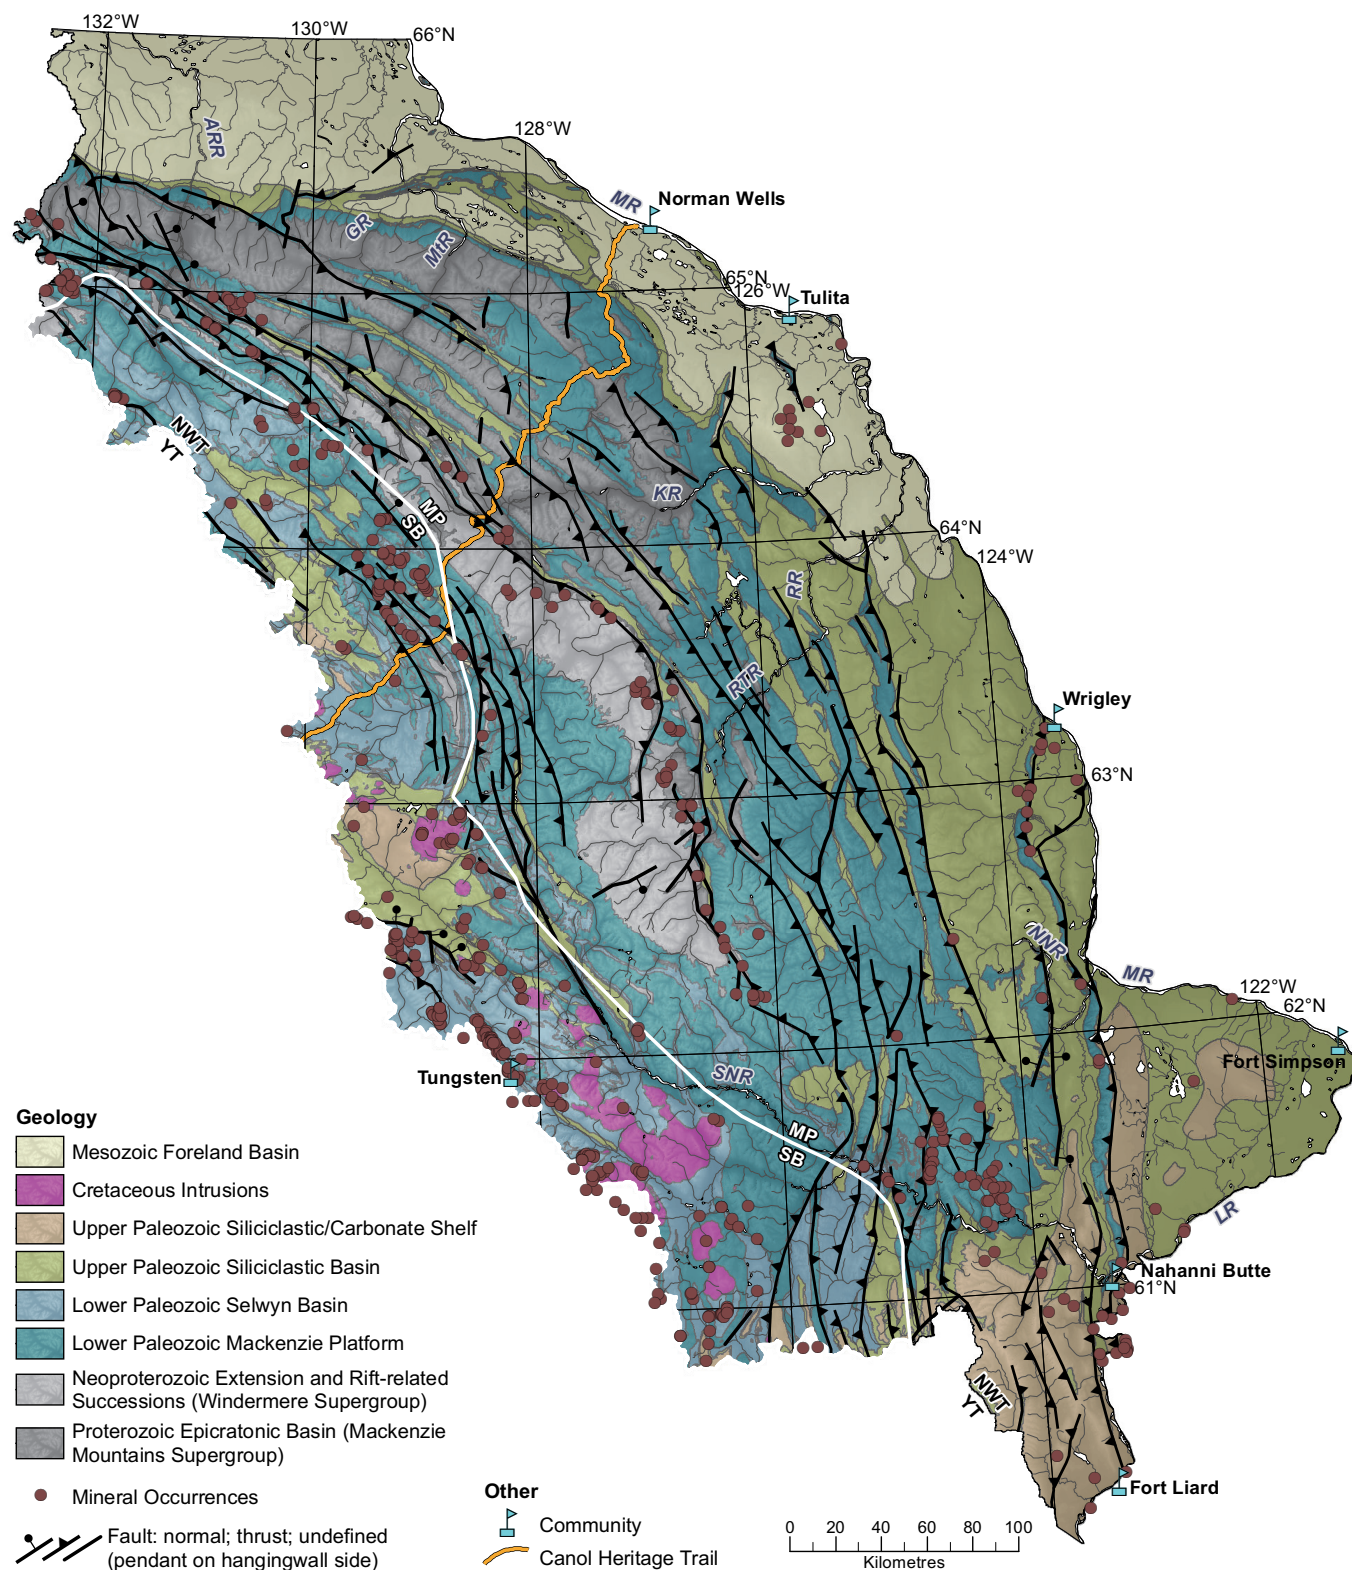 132°W
130°W
66°N
128°W
ARR
MR
Norman Wells
GR
MtR
65°N
126°W
Tulita
NWT
YT
KR
MP
SB
64°N
124°W
RR
RTR
Wrigley
63°N
NNR
MR
122°W
62°N
Fort Simpson
Tungsten
SNR
MP
SB
LR
Nahanni Butte
61°N
NWT
YT
Fort Liard
Geology
Mesozoic Foreland Basin
Cretaceous Intrusions
Upper Paleozoic Siliciclastic/Carbonate Shelf
Upper Paleozoic Siliciclastic Basin
Lower Paleozoic Selwyn Basin
Lower Paleozoic Mackenzie Platform
Neoproterozoic Extension and Rift-related
Successions (Windermere Supergroup)
Proterozoic Epicratonic Basin (Mackenzie
Mountains Supergroup)
Mineral Occurrences
Fault: normal; thrust; undefined
(pendant on hangingwall side)
Other
Community
Canol Heritage Trail
0 20 40 60 80 100
Kilometres